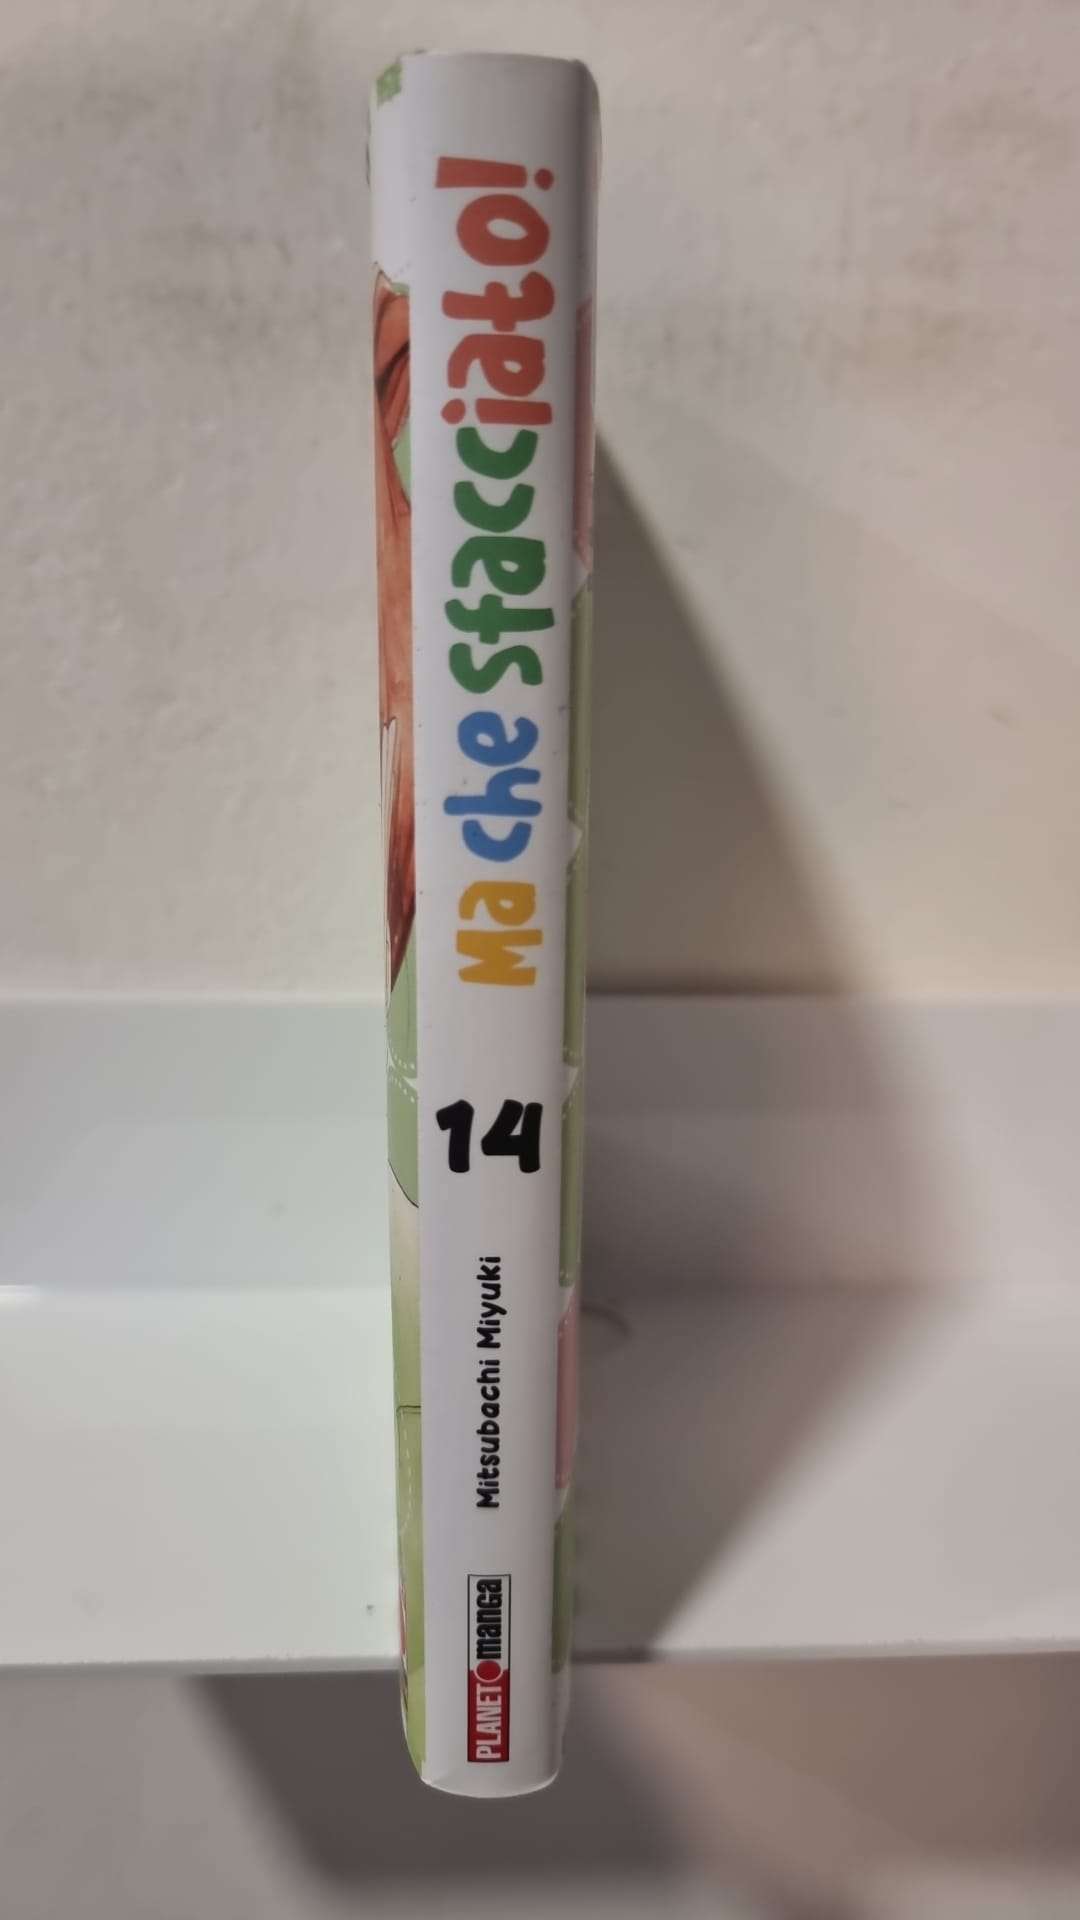 Ma che sfacciato!
14
Mitsubachi Miyuki
PLANET manga